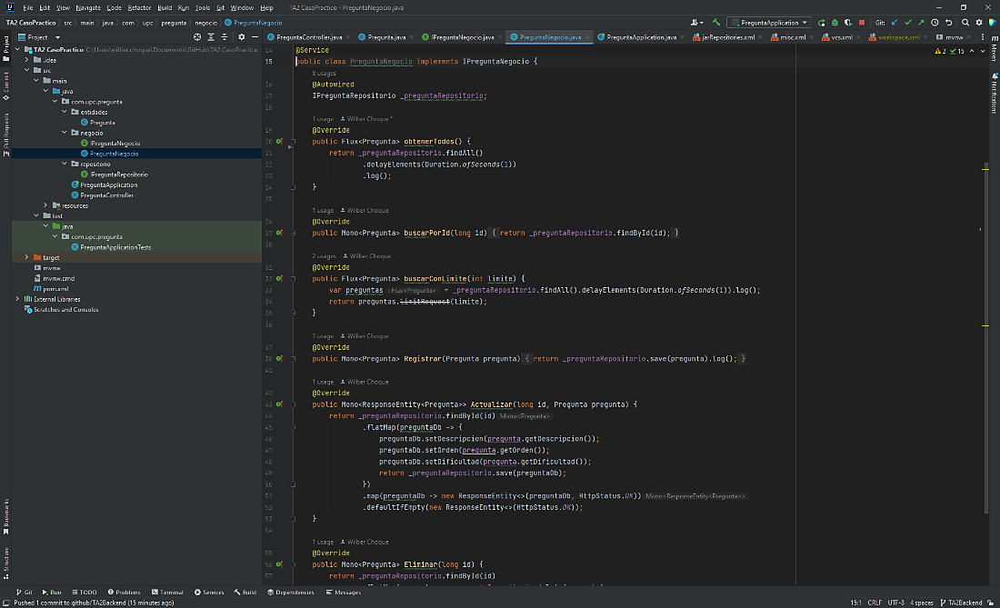 File Edit View Navigate Code Refactor Build Run Tools Git Window Help TA2 CasoPractico - PreguntaNegocio.java
TA2 CasoPractico src main java com upc pregunta negocio PreguntaNegocio PreguntaApplication Git:
Project PreguntaController.java Pregunta.java IPreguntaNegocio.java PreguntaNegocio.java PreguntaApplication.java jarRepositories.xml misc.xml vcs.xml workspace.xml mvnw
TA2 CasoPractico C:\Users\wilber.choque\Documents\GitHub\TA2 CasoPractico
.idea
src
main
java
com.upc.pregunta
entidades
Pregunta
negocio
IPreguntaNegocio
PreguntaNegocio
repositorio
IPreguntaRepositorio
PreguntaApplication
PreguntaController
resources
test
java
com.upc.pregunta
PreguntaApplicationTests
target
mvnw
mvnw.cmd
pom.xml
External Libraries
Scratches and Consoles
Project
Commit
Pull Requests
Bookmarks
Structure
2 15
14 @Service
15 public class PreguntaNegocio implements IPreguntaNegocio {
8 usages
16 @Autowired
17 IPreguntaRepositorio _preguntaRepositorio;
18
1 usage Wilber Choque *
19 @Override
20 public Flux<Pregunta> obtenerTodos() {
21 return _preguntaRepositorio.findAll()
22 .delayElements(Duration.ofSeconds(1))
23 .log();
24 }
25
1 usage Wilber Choque
26 @Override
27 public Mono<Pregunta> buscarPorId(long id) { return _preguntaRepositorio.findById(id); }
30
2 usages Wilber Choque
31 @Override
32 public Flux<Pregunta> buscarConLimite(int limite) {
33 var preguntas : Flux<Pregunta> = _preguntaRepositorio.findAll().delayElements(Duration.ofSeconds(1)).log();
34 return preguntas.limitRequest(limite);
35 }
36
1 usage Wilber Choque
37 @Override
38 public Mono<Pregunta> Registrar(Pregunta pregunta) { return _preguntaRepositorio.save(pregunta).log(); }
41
1 usage Wilber Choque
42 @Override
43 public Mono<ResponseEntity<Pregunta>> Actualizar(long id, Pregunta pregunta) {
44 return _preguntaRepositorio.findById(id) Mono<Pregunta>
45 .flatMap(preguntaDb -> {
46 preguntaDb.setDescripcion(pregunta.getDescripcion());
47 preguntaDb.setOrden(pregunta.getOrden());
48 preguntaDb.setDificultad(pregunta.getDificultad());
49 return _preguntaRepositorio.save(preguntaDb);
50 })
51 .map(preguntaDb -> new ResponseEntity<>(preguntaDb, HttpStatus.OK)) Mono<ResponseEntity<Pregunta>>
52 .defaultIfEmpty(new ResponseEntity<>(HttpStatus.OK));
53 }
54
1 usage Wilber Choque
55 @Override
56 public Mono<Pregunta> Eliminar(long id) {
57 return _preguntaRepositorio.findById(id)
Maven
Notifications
Git Run TODO Problems Terminal Services Build Dependencies Messages
Pushed 1 commit to github/TA2Backend (15 minutes ago) 15:1 CRLF UTF-8 4 spaces TA2Backend